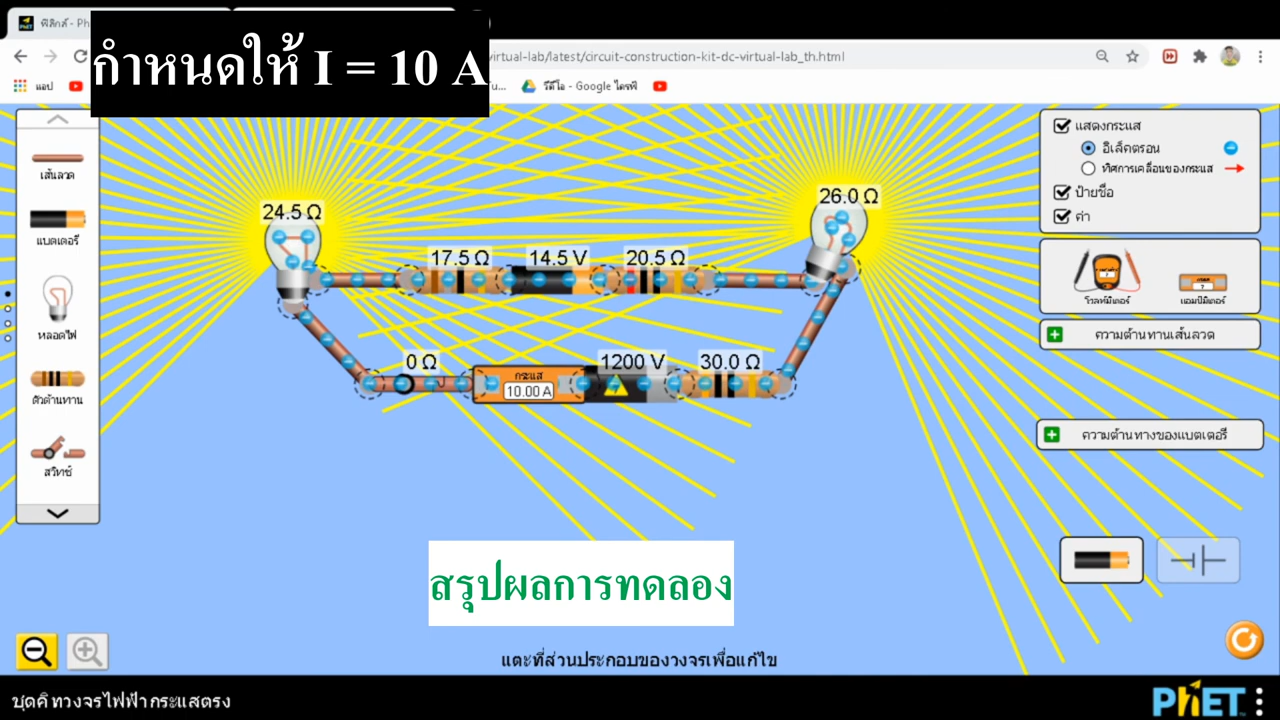 ฟิสิกส์ - Ph
กำหนดให้ I = 10 A
virtual-lab/latest/circuit-construction-kit-dc-virtual-lab_th.html
แอป
วีดีโอ - Google ไดรฟ์
เส้นลวด
แบตเตอรี่
หลอดไฟ
ตัวต้านทาน
สวิทซ์
24.5 Ω
26.0 Ω
17.5 Ω
14.5 V
20.5 Ω
0 Ω
กระแส
10.00 A
1200 V
30.0 Ω
แสดงกระแส
อิเล็คตรอน
ทิศการเคลื่อนของกระแส
ป้ายชื่อ
ค่า
โวลท์มิเตอร์
แอมป์มิเตอร์
ความต้านทานเส้นลวด
ความต้านทางของแบตเตอรี่
สรุปผลการทดลอง
แตะที่ส่วนประกอบของวงจรเพื่อแก้ไข
ชุดคิทวงจรไฟฟ้ากระแสตรง
PhET